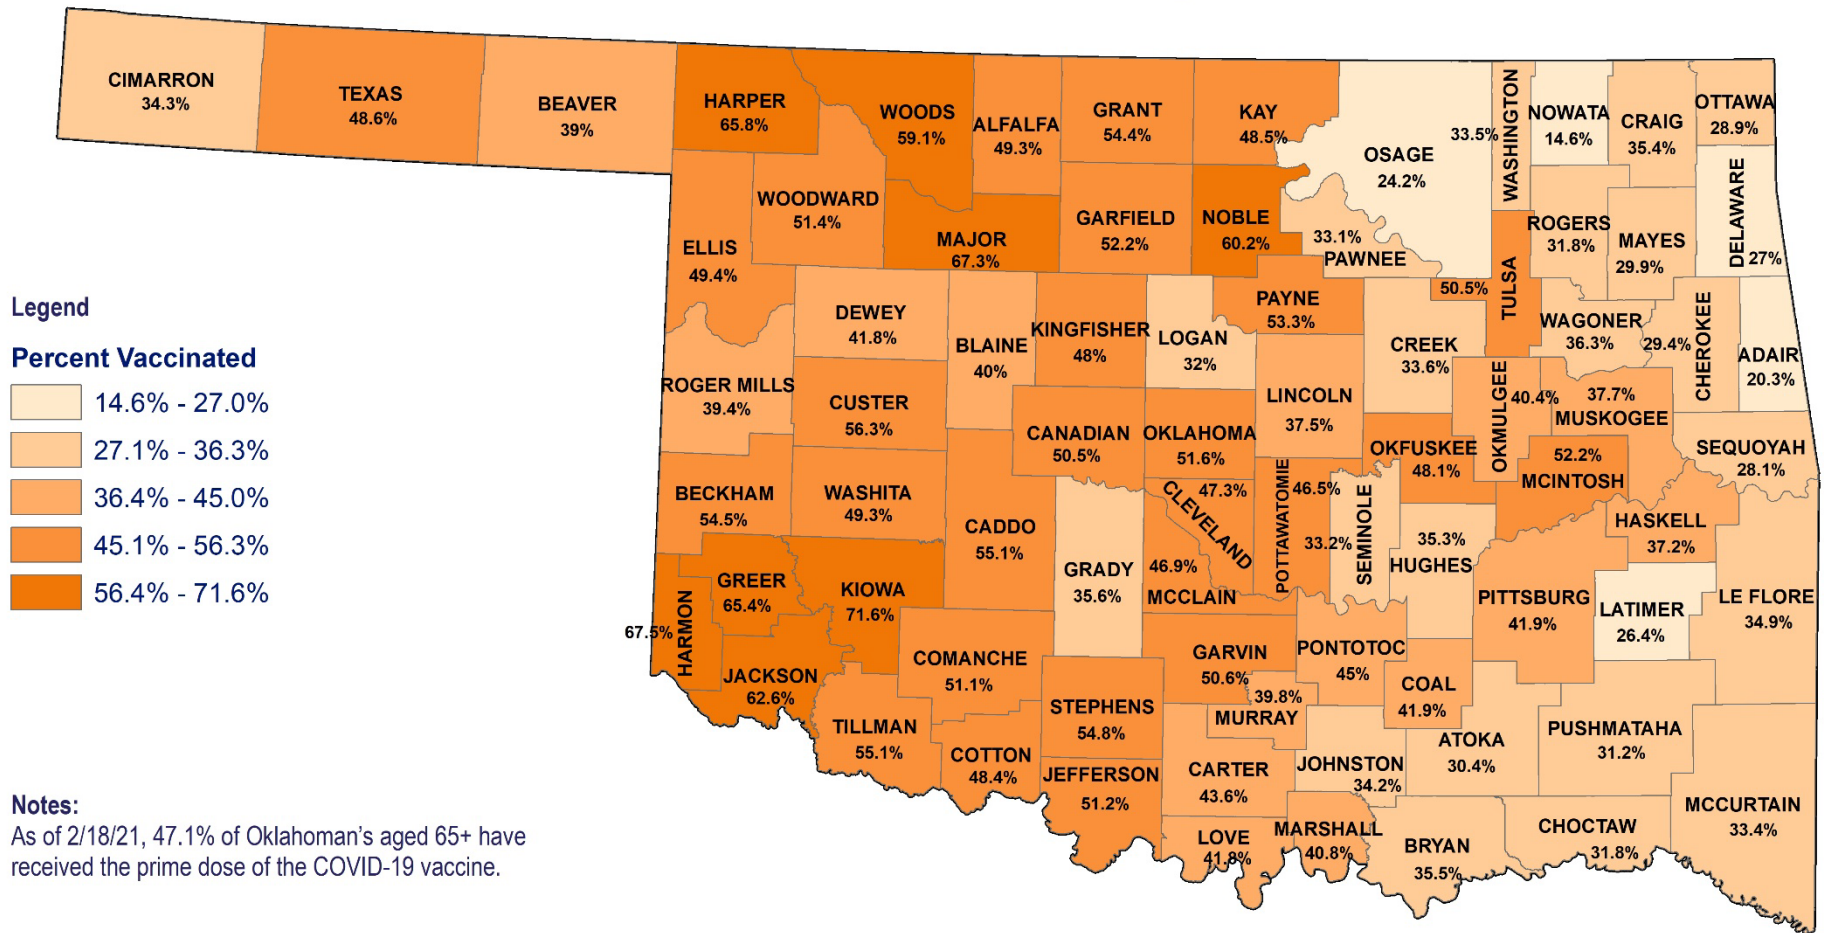 CIMARRON
34.3%
TEXAS
48.6%
BEAVER
39%
HARPER
65.8%
WOODS
59.1%
ALFALFA
49.3%
GRANT
54.4%
KAY
48.5%
OSAGE
24.2%
33.5%
WASHINGTON
NOWATA
14.6%
CRAIG
35.4%
OTTAWA
28.9%
ELLIS
49.4%
WOODWARD
51.4%
MAJOR
67.3%
GARFIELD
52.2%
NOBLE
60.2%
33.1%
PAWNEE
ROGERS
31.8%
MAYES
29.9%
DELAWARE
27%
Legend
Percent Vaccinated
14.6% - 27.0%
27.1% - 36.3%
36.4% - 45.0%
45.1% - 56.3%
56.4% - 71.6%
DEWEY
41.8%
BLAINE
40%
KINGFISHER
48%
LOGAN
32%
PAYNE
53.3%
CREEK
33.6%
50.5%
TULSA
WAGONER
36.3%
29.4%
CHEROKEE
ADAIR
20.3%
ROGER MILLS
39.4%
CUSTER
56.3%
CANADIAN
50.5%
OKLAHOMA
51.6%
LINCOLN
37.5%
OKFUSKEE
48.1%
OKMULGEE
40.4%
37.7%
MUSKOGEE
SEQUOYAH
28.1%
BECKHAM
54.5%
WASHITA
49.3%
CADDO
55.1%
GRADY
35.6%
47.3%
CLEVELAND
46.9%
MCCLAIN
POTTAWATOMIE
46.5%
33.2%
SEMINOLE
35.3%
HUGHES
52.2%
MCINTOSH
HASKELL
37.2%
PITTSBURG
41.9%
LATIMER
26.4%
LE FLORE
34.9%
67.5%
HARMON
GREER
65.4%
KIOWA
71.6%
JACKSON
62.6%
COMANCHE
51.1%
TILLMAN
55.1%
COTTON
48.4%
STEPHENS
54.8%
JEFFERSON
51.2%
GARVIN
50.6%
39.8%
MURRAY
PONTOTOC
45%
COAL
41.9%
CARTER
43.6%
JOHNSTON
34.2%
ATOKA
30.4%
PUSHMATAHA
31.2%
LOVE
41.8%
MARSHALL
40.8%
BRYAN
35.5%
CHOCTAW
31.8%
MCCURTAIN
33.4%
Notes:
As of 2/18/21, 47.1% of Oklahoman's aged 65+ have
received the prime dose of the COVID-19 vaccine.